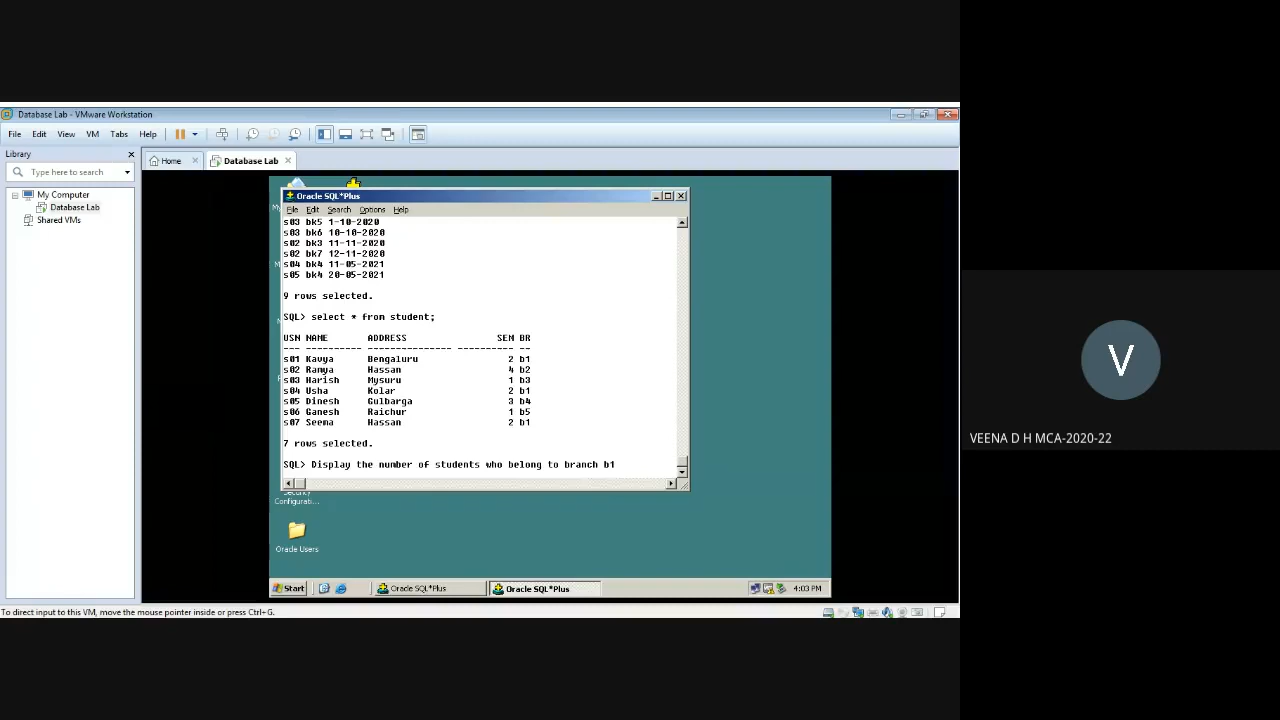 Database Lab - VMware Workstation
File Edit View VM Tabs Help
Library
Type here to search
My Computer
Database Lab
Shared VMs
Home
Database Lab
Oracle SQL*Plus
File Edit Search Options Help
s03 bk5 1-10-2020
s03 bk6 10-10-2020
s02 bk3 11-11-2020
s02 bk7 12-11-2020
s04 bk4 11-05-2021
s05 bk4 20-05-2021
9 rows selected.
SQL> select * from student;
USN NAME ADDRESS SEM BR
--- ---------- --------------- ---------- --
s01 Kavya Bengaluru 2 b1
s02 Ramya Hassan 4 b2
s03 Harish Mysuru 1 b3
s04 Usha Kolar 2 b1
s05 Dinesh Gulbarga 3 b4
s06 Ganesh Raichur 1 b5
s07 Seema Hassan 2 b1
7 rows selected.
SQL> Display the number of students who belong to branch b1
Configurati...
Oracle Users
Start
Oracle SQL*Plus
Oracle SQL*Plus
4:03 PM
To direct input to this VM, move the mouse pointer inside or press Ctrl+G.
V
VEENA D H MCA-2020-22